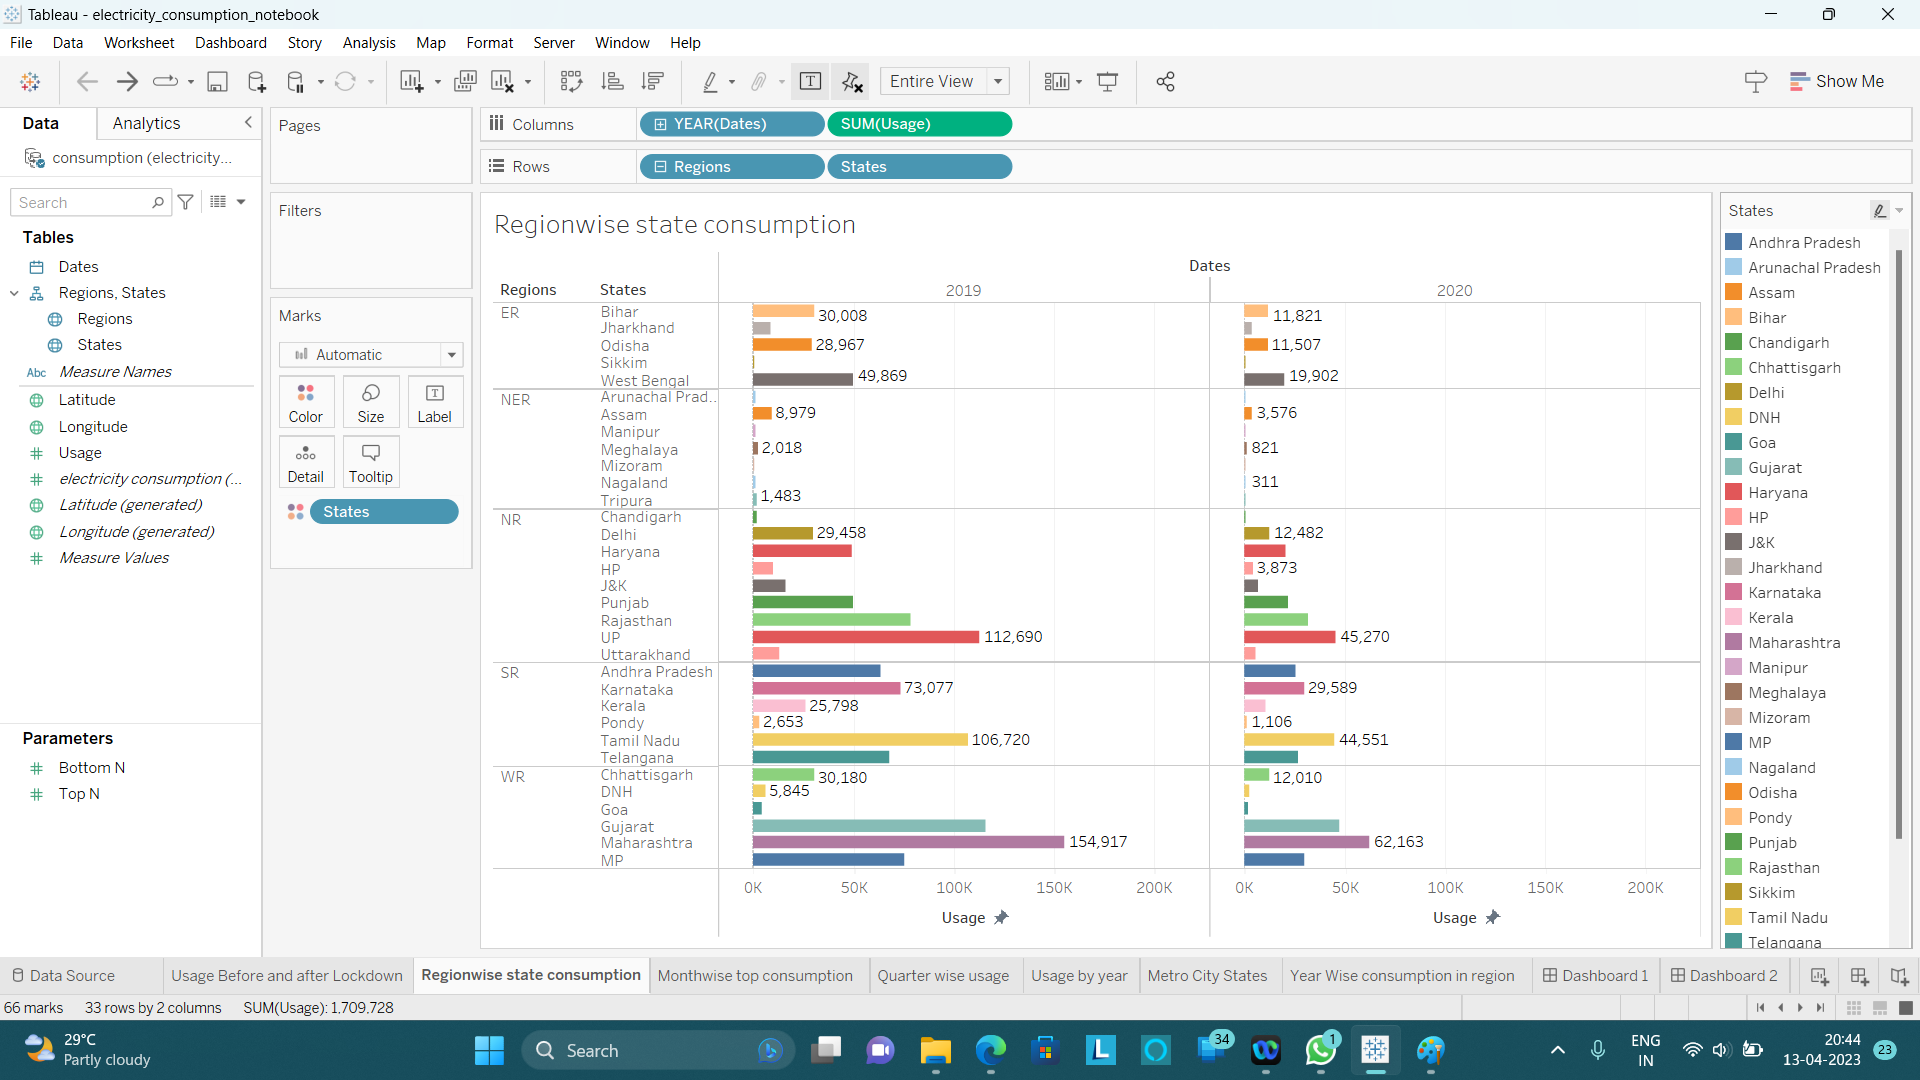 Tableau - electricity_consumption_notebook
File Data Worksheet Dashboard Story Analysis Map Format Server Window Help
Entire View
Show Me
Data Analytics
consumption (electricity...
Search
Tables
Dates
Regions, States
Regions
States
Abc Measure Names
Latitude
Longitude
Usage
electricity consumption (...
Latitude (generated)
Longitude (generated)
Measure Values
Parameters
Bottom N
Top N
Pages
Filters
Marks
Automatic
Color Size Label
Detail Tooltip
States
Columns YEAR(Dates) SUM(Usage)
Rows Regions States
Regionwise state consumption
Dates
Regions States 2019 2020
ER Bihar 30,008 11,821
Jharkhand
Odisha 28,967 11,507
Sikkim
West Bengal 49,869 19,902
NER Arunachal Prad..
Assam 8,979 3,576
Manipur
Meghalaya 2,018 821
Mizoram
Nagaland 311
Tripura 1,483
NR Chandigarh
Delhi 29,458 12,482
Haryana
HP 3,873
J&K
Punjab
Rajasthan
UP 112,690 45,270
Uttarakhand
SR Andhra Pradesh
Karnataka 73,077 29,589
Kerala 25,798
Pondy 2,653 1,106
Tamil Nadu 106,720 44,551
Telangana
WR Chhattisgarh 30,180 12,010
DNH 5,845
Goa
Gujarat
Maharashtra 154,917 62,163
MP
0K 50K 100K 150K 200K 0K 50K 100K 150K 200K
Usage Usage
States
Andhra Pradesh
Arunachal Pradesh
Assam
Bihar
Chandigarh
Chhattisgarh
Delhi
DNH
Goa
Gujarat
Haryana
HP
J&K
Jharkhand
Karnataka
Kerala
Maharashtra
Manipur
Meghalaya
Mizoram
MP
Nagaland
Odisha
Pondy
Punjab
Rajasthan
Sikkim
Tamil Nadu
Telangana
Data Source Usage Before and after Lockdown Regionwise state consumption Monthwise top consumption Quarter wise usage Usage by year Metro City States Year Wise consumption in region Dashboard 1 Dashboard 2
66 marks 33 rows by 2 columns SUM(Usage): 1,709,728
29°C
Partly cloudy
Search
L
34
1
ENG
IN
20:44
13-04-2023
23